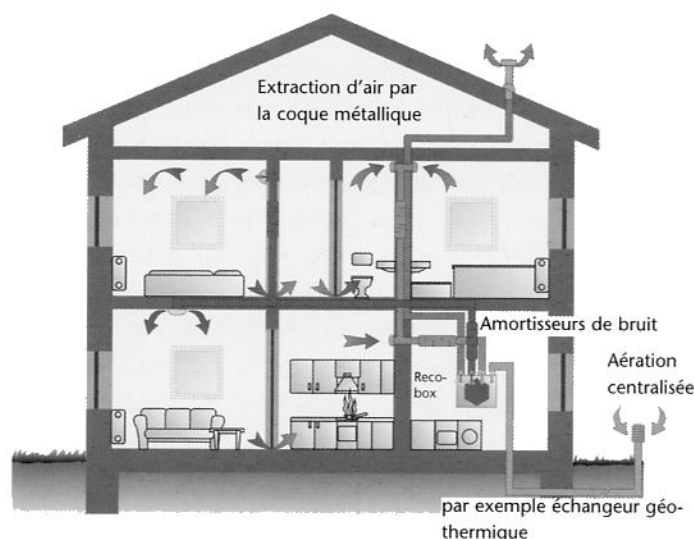 Extraction d'air par
la coque métallique
Amortisseurs de bruit
Aération
centralisée
Reco-
box
par exemple échangeur géo-
thermique